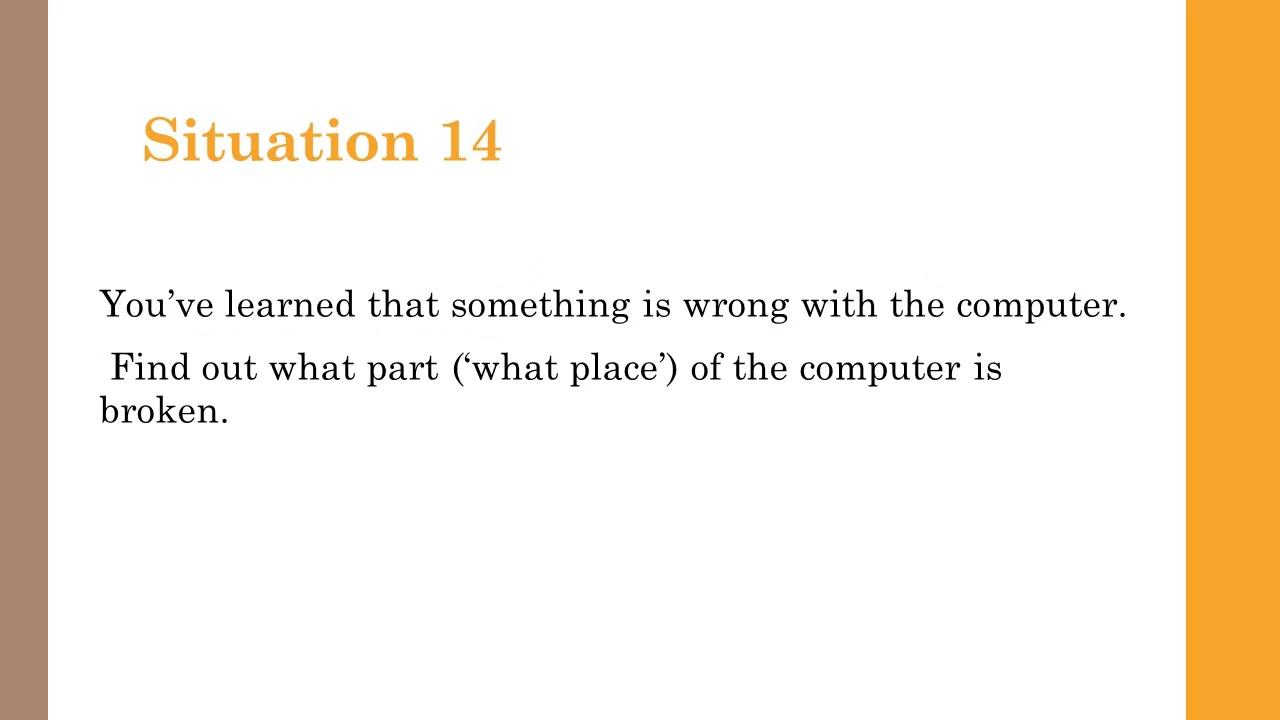 Situation 14
You’ve learned that something is wrong with the computer.
Find out what part (‘what place’) of the computer is
broken.